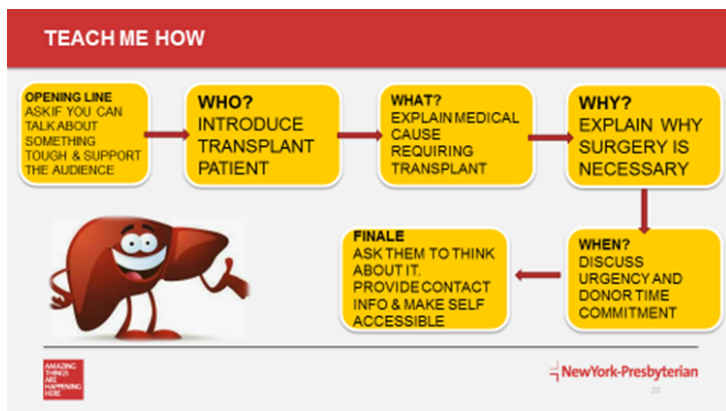 TEACH ME HOW
OPENING LINE
ASKIF YOU CAN
TALK ABOUT
SOMETHING
TOUGH & SUPPORT
THE AUDIENCE
WHO?
INTRODUCE
TRANSPLANT
PATIENT
WHAT?
EXPLAIN MEDICAL
CAUSE
REQUIRING
TRANSPLANT
WHY?
EXPLAIN WHY
SURGERY IS
NECESSARY
WHEN?
DISCUSS
URGENCY AND
DONOR TIME
COMMITMENT
FINALE
ASK THEM TO THINK
ABOUT IT.
PROVIDE CONTACT
INFO & MAKE SELF
ACCESSIBLE
AMAZING
THINGS
ARE
HAPPENING
HERE
NewYork-Presbyterian